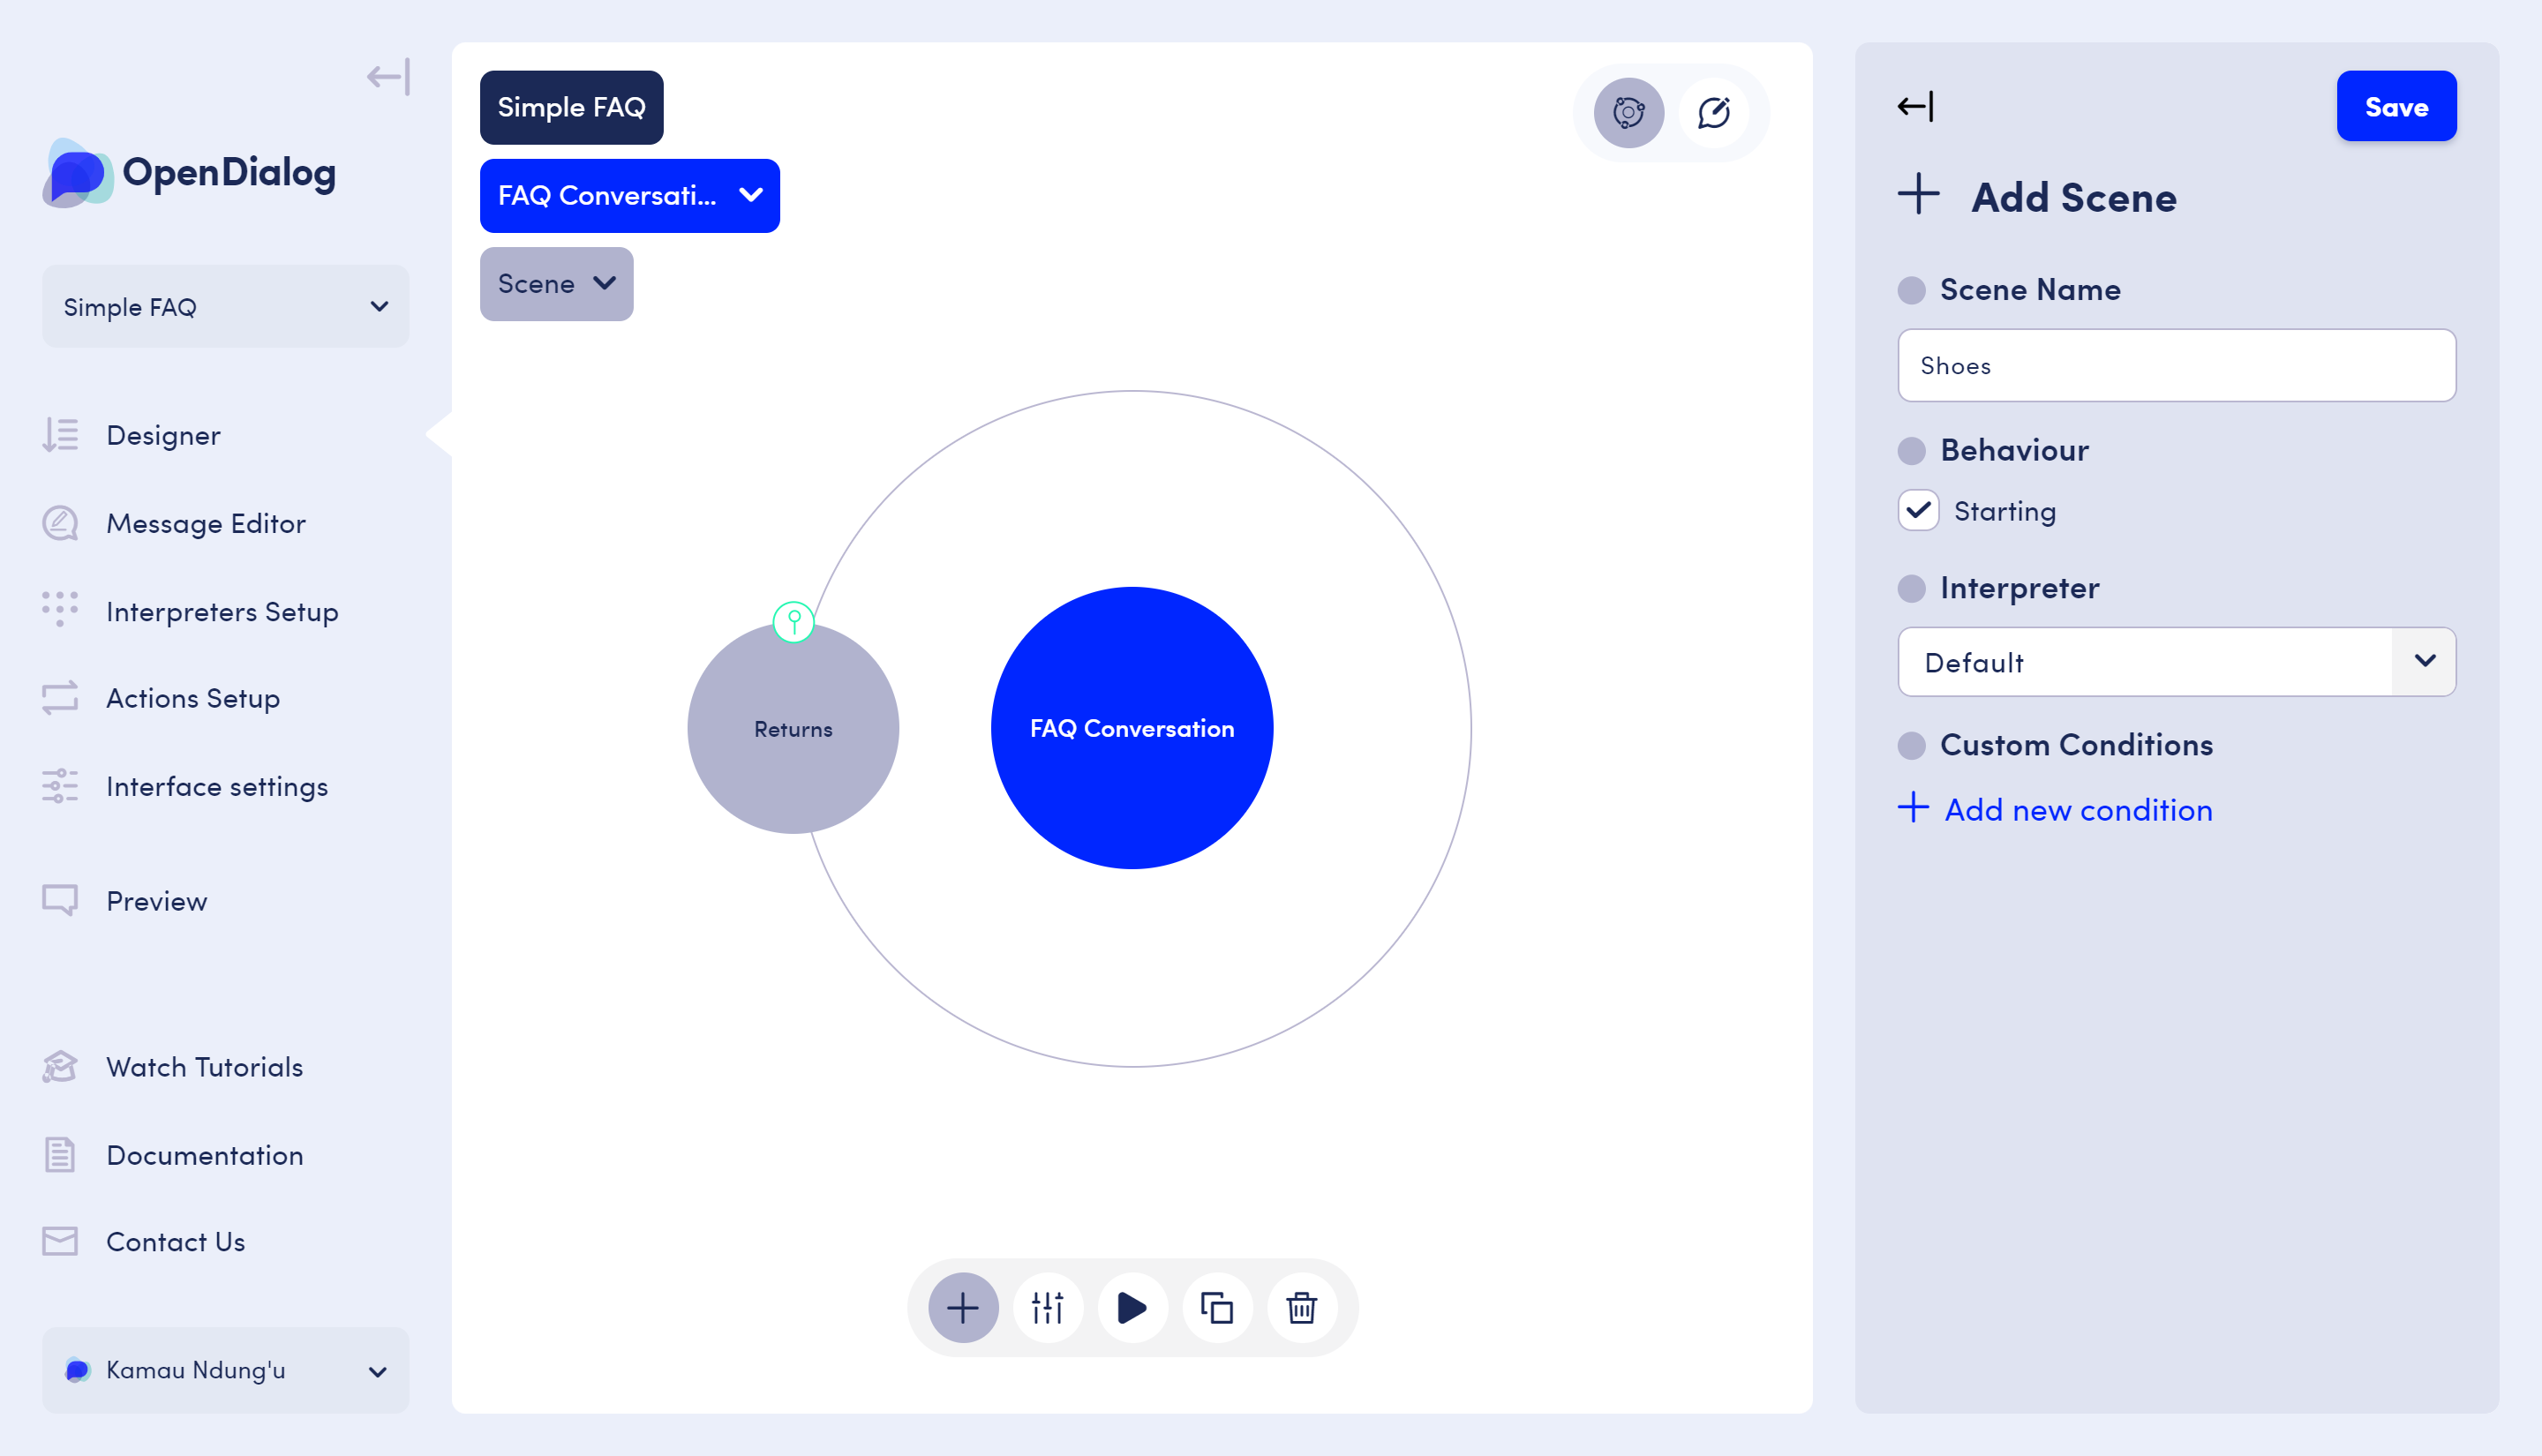 OpenDialog
Simple FAQ
Designer
Message Editor
Interpreters Setup
Actions Setup
Interface settings
Preview
Watch Tutorials
Documentation
Contact Us
Kamau Ndung'u
Simple FAQ
FAQ Conversati...
Scene
Returns
FAQ Conversation
Save
Add Scene
Scene Name
Shoes
Behaviour
Starting
Interpreter
Default
Custom Conditions
Add new condition